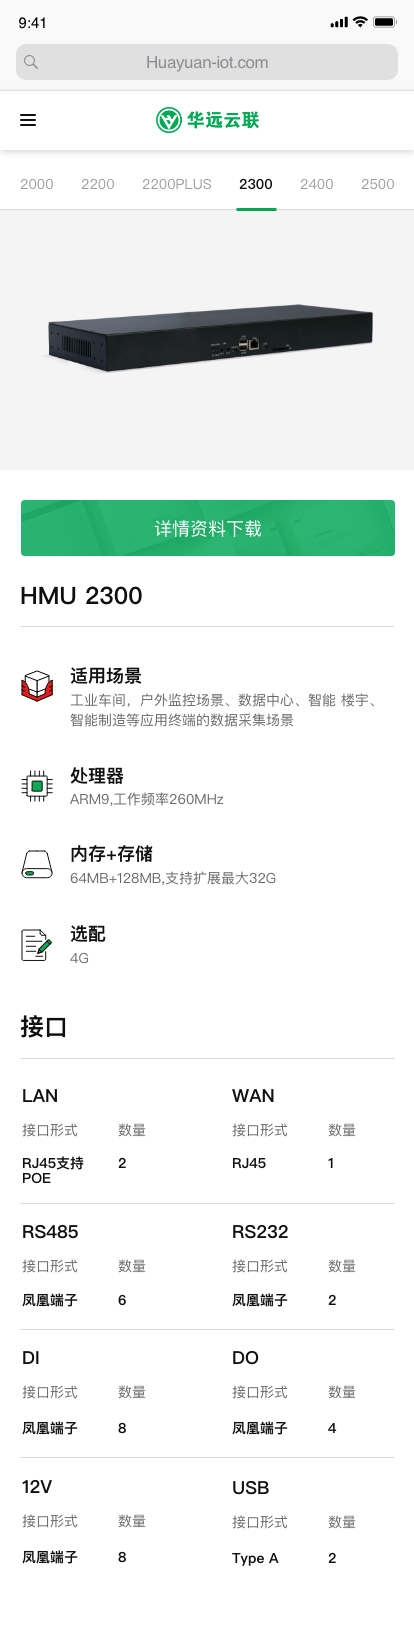 9:41
Huayuan-iot.com
华远云联
2000 2200 2200PLUS 2300 2400 2500
详情资料下载
HMU 2300
适用场景
工业车间，户外监控场景、数据中心、智能 楼宇、
智能制造等应用终端的数据采集场景
处理器
ARM9,工作频率260MHz
内存+存储
64MB+128MB,支持扩展最大32G
选配
4G
接口
LAN WAN
接口形式 数量 接口形式 数量
RJ45支持 2 RJ45 1
POE
RS485 RS232
接口形式 数量 接口形式 数量
凤凰端子 6 凤凰端子 2
DI DO
接口形式 数量 接口形式 数量
凤凰端子 8 凤凰端子 4
12V USB
接口形式 数量 接口形式 数量
凤凰端子 8 Type A 2